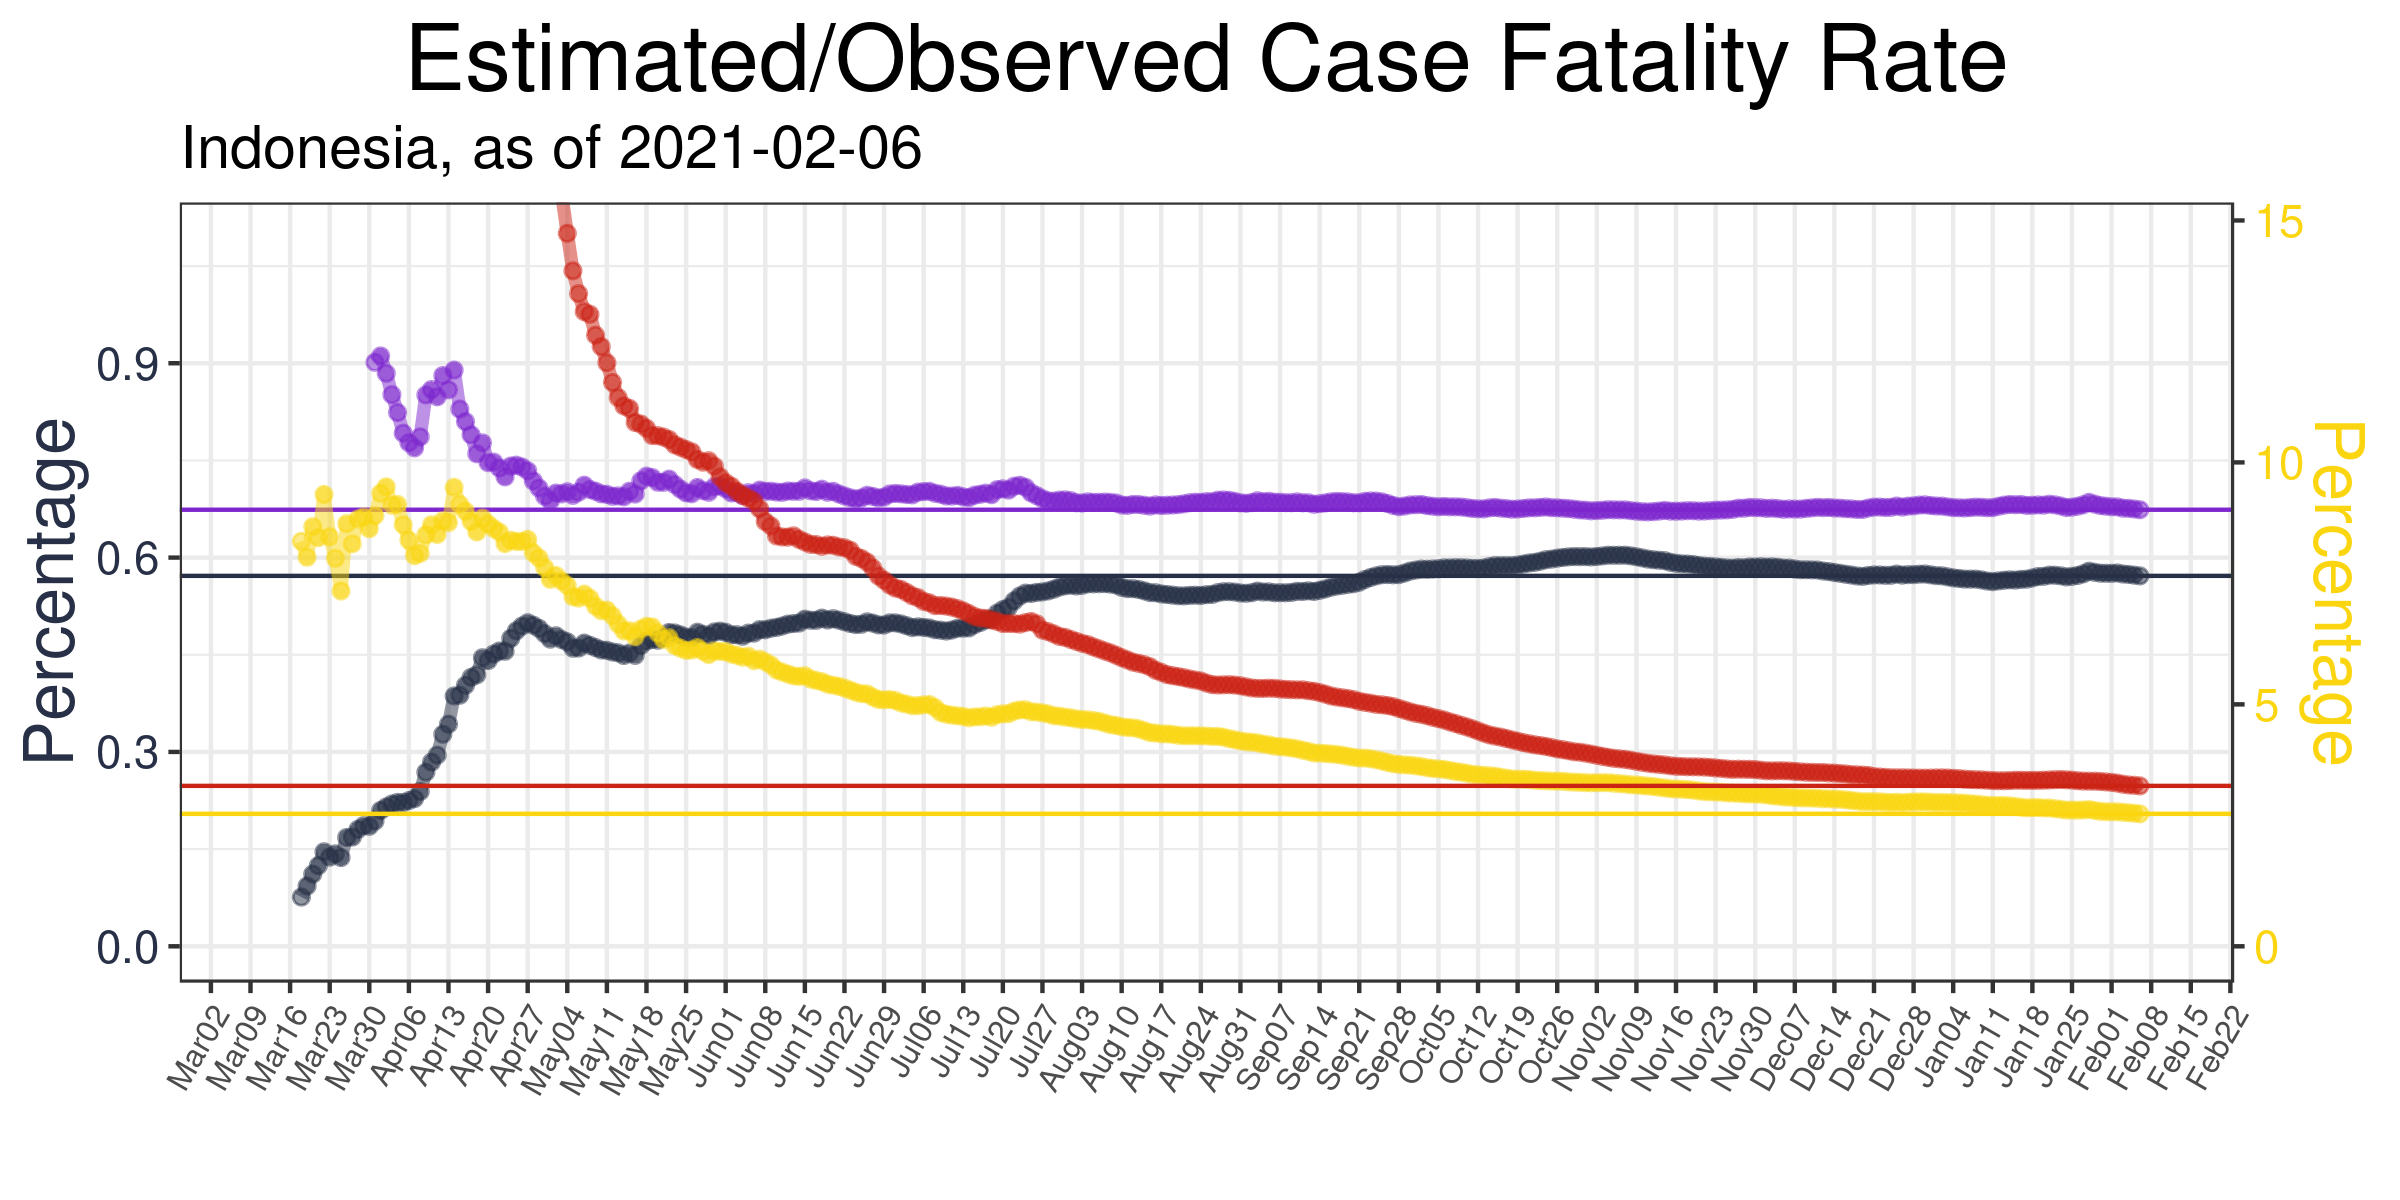 Estimated/Observed Case Fatality Rate
Indonesia, as of 2021-02-06
Percentage
0.9
0.6
0.3
0.0
15
10
5
0
Percentage
Mar02 Mar09 Mar16 Mar23 Mar30 Apr06 Apr13 Apr20 Apr27 May04 May11 May18 May25 Jun01 Jun08 Jun15 Jun22 Jun29 Jul06 Jul13 Jul20 Jul27 Aug03 Aug10 Aug17 Aug24 Aug31 Sep07 Sep14 Sep21 Sep28 Oct05 Oct12 Oct19 Oct26 Nov02 Nov09 Nov16 Nov23 Nov30 Dec07 Dec14 Dec21 Dec28 Jan04 Jan11 Jan18 Jan25 Feb01 Feb08 Feb15 Feb22